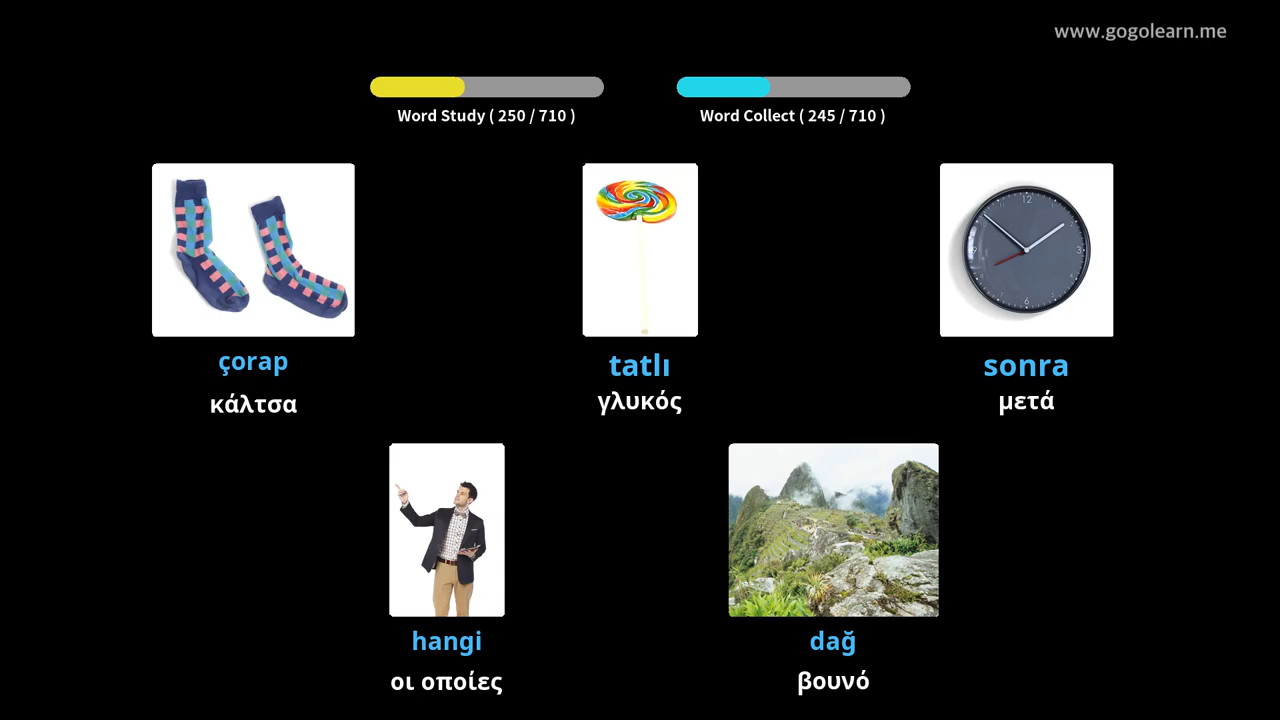 www.gogolearn.me
Word Study ( 250 / 710 )
Word Collect ( 245 / 710 )
çorap
κάλτσα
tatlı
γλυκός
sonra
μετά
hangi
οι οποίες
dağ
βουνό